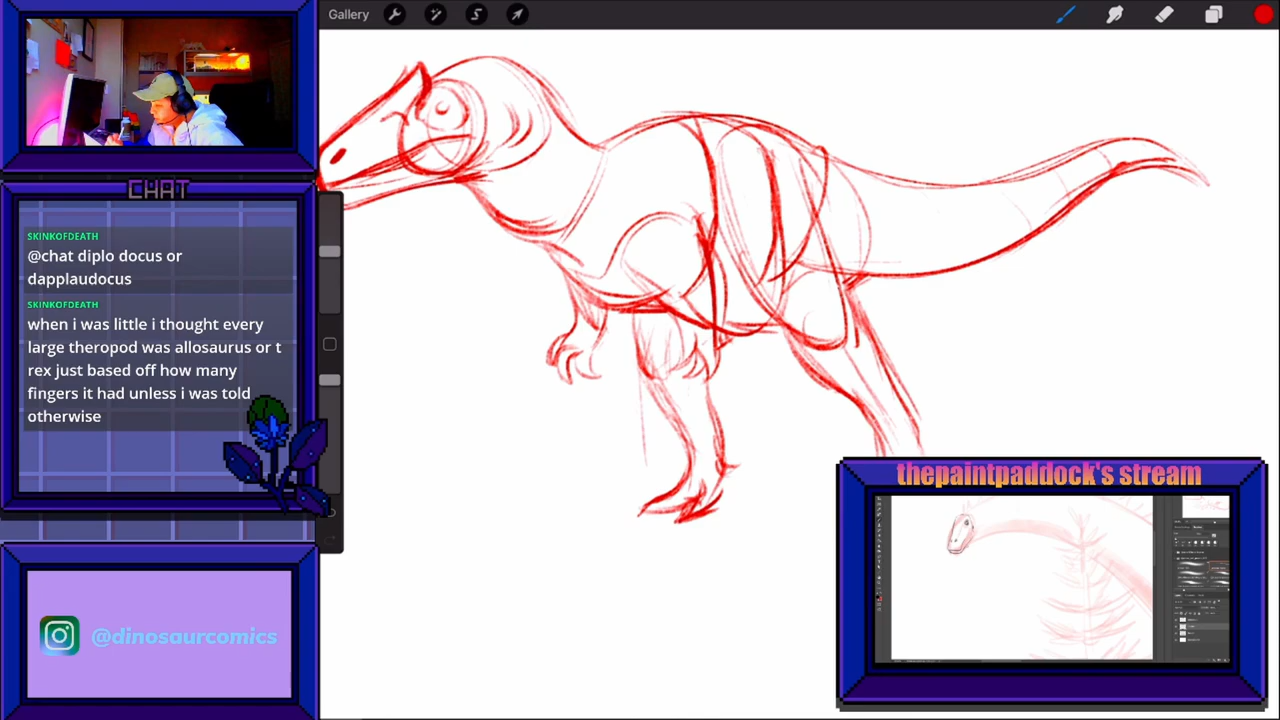 Gallery
CHAT
SKINKOFDEATH
@chat diplo docus or
dapplaudocus
SKINKOFDEATH
when i was little i thought every
large theropod was allosaurus or t
rex just based off how many
fingers it had unless i was told
otherwise
thepaintpaddock's stream
@dinosaurcomics